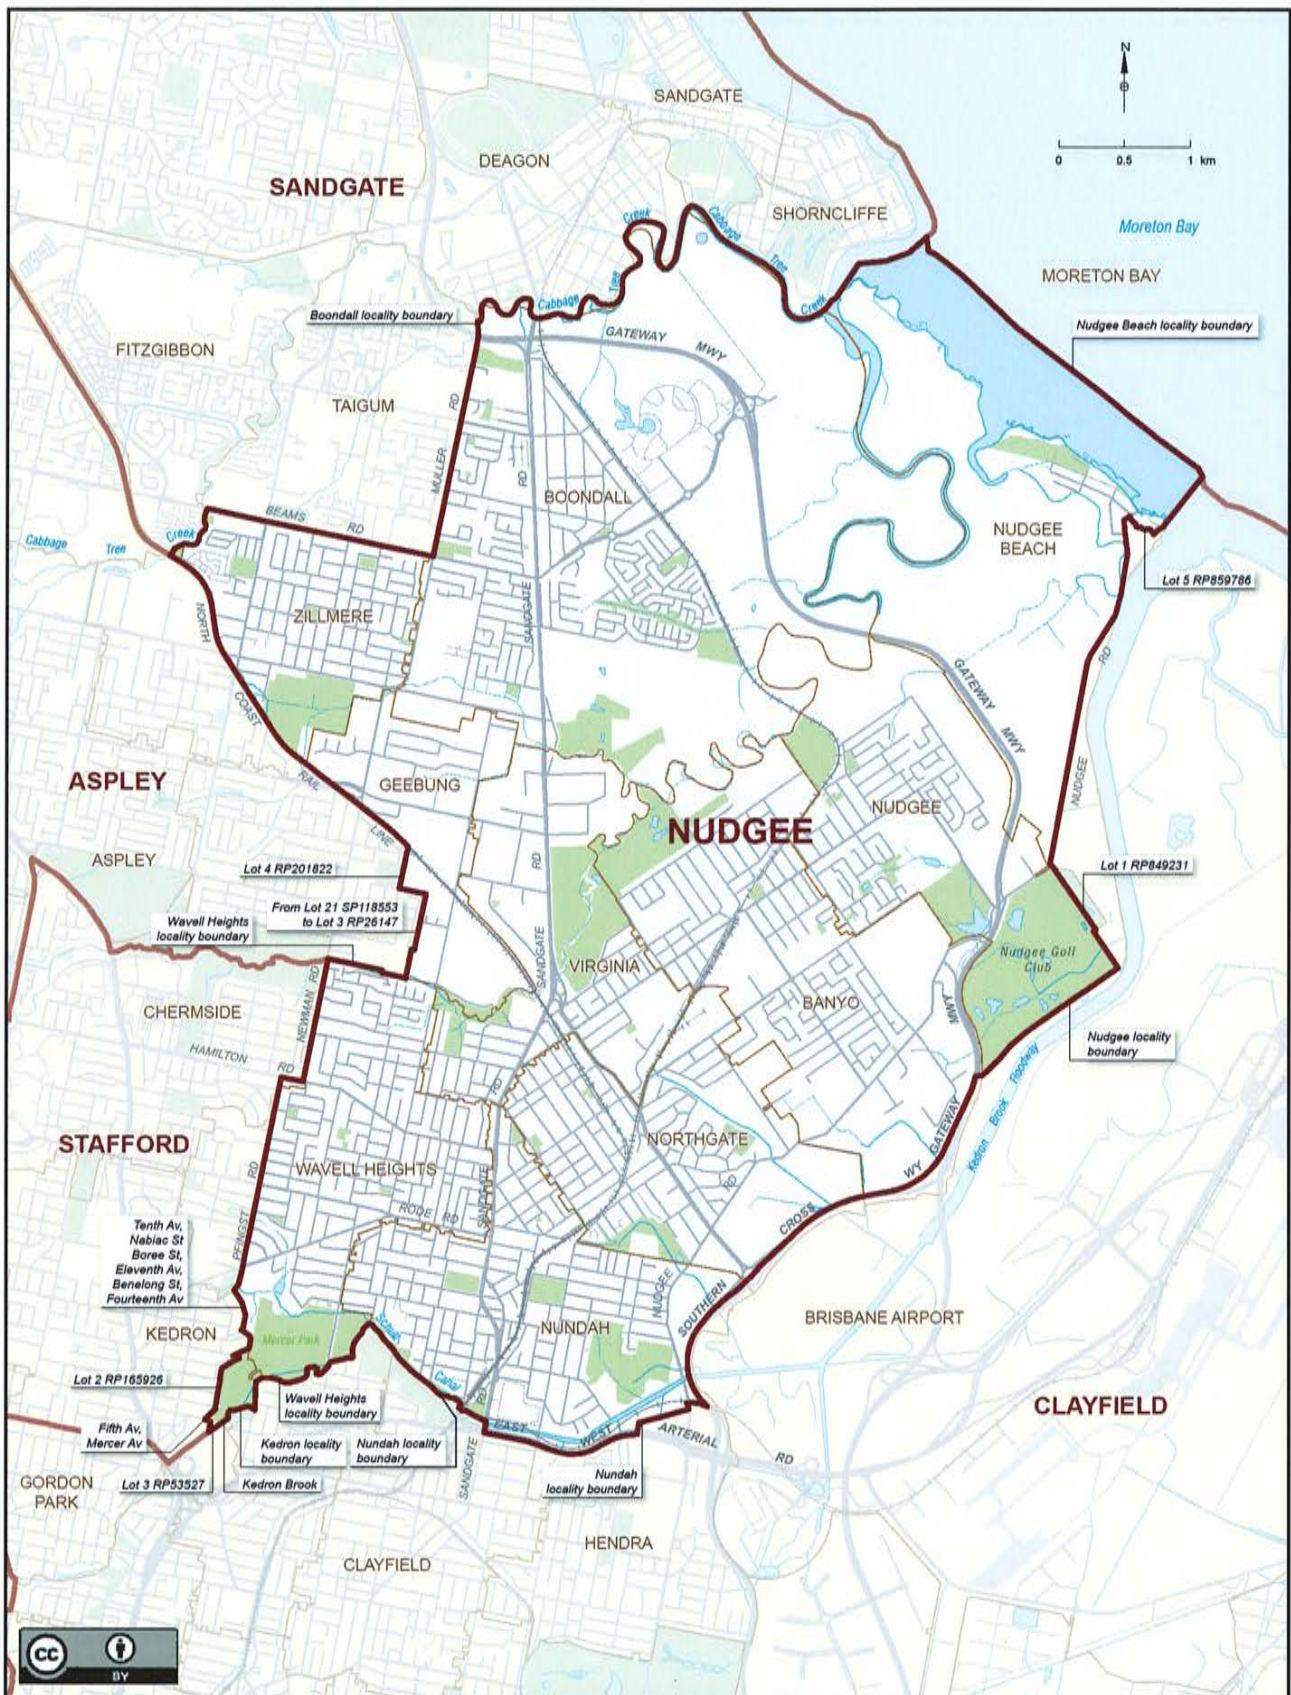 N
0 0.5 1 km
SANDGATE
DEAGON
SANDGATE
SHORNCLIFFE
Moreton Bay
MORETON BAY
Creek
Cabbage
Tree
Creek
Cabbage
Tree
Boondall locality boundary
GATEWAY
MWY
Nudgee Beach locality boundary
FITZGIBBON
TAIGUM
MULLER
RD
RD
BOONDALL
BEAMS
RD
Cabbage
Tree
Creek
NUDGEE
BEACH
Lot 5 RP859786
ZILLMERE
SANDGATE
NORTH
COAST
RAIL
LINE
GATEWAY
MWY
RD
NUDGEE
ASPLEY
GEEBUNG
NUDGEE
NUDGEE
ASPLEY
Lot 4 RP201822
RD
Lot 1 RP849231
From Lot 21 SP118553
to Lot 3 RP26147
Wavell Heights
locality boundary
SANDGATE
VIRGINIA
Nudgee Golf
Club
CHERMSIDE
NEWMAN
RD
BANYO
MWY
HAMILTON
RD
Nudgee locality
boundary
Kedron Brook Floodway
RD
STAFFORD
NORTHGATE
GATEWAY
WY
WAVELL HEIGHTS
RD
SANDGATE
RD
RODE
RD
CROSS
Tenth Av,
Nabiac St
Boree St,
Eleventh Av,
Benelong St,
Fourteenth Av
PFINGST
NUDGEE
SOUTHERN
BRISBANE AIRPORT
KEDRON
Mercer Park
Schulz
NUNDAH
Lot 2 RP165926
Canal
Wavell Heights
locality boundary
RD
CLAYFIELD
Fifth Av,
Mercer Av
Kedron locality
boundary
Nundah locality
boundary
EAST
WEST
ARTERIAL
RD
SANDGATE
GORDON
PARK
Lot 3 RP53527
Kedron Brook
Nundah
locality boundary
HENDRA
CLAYFIELD
CC
BY